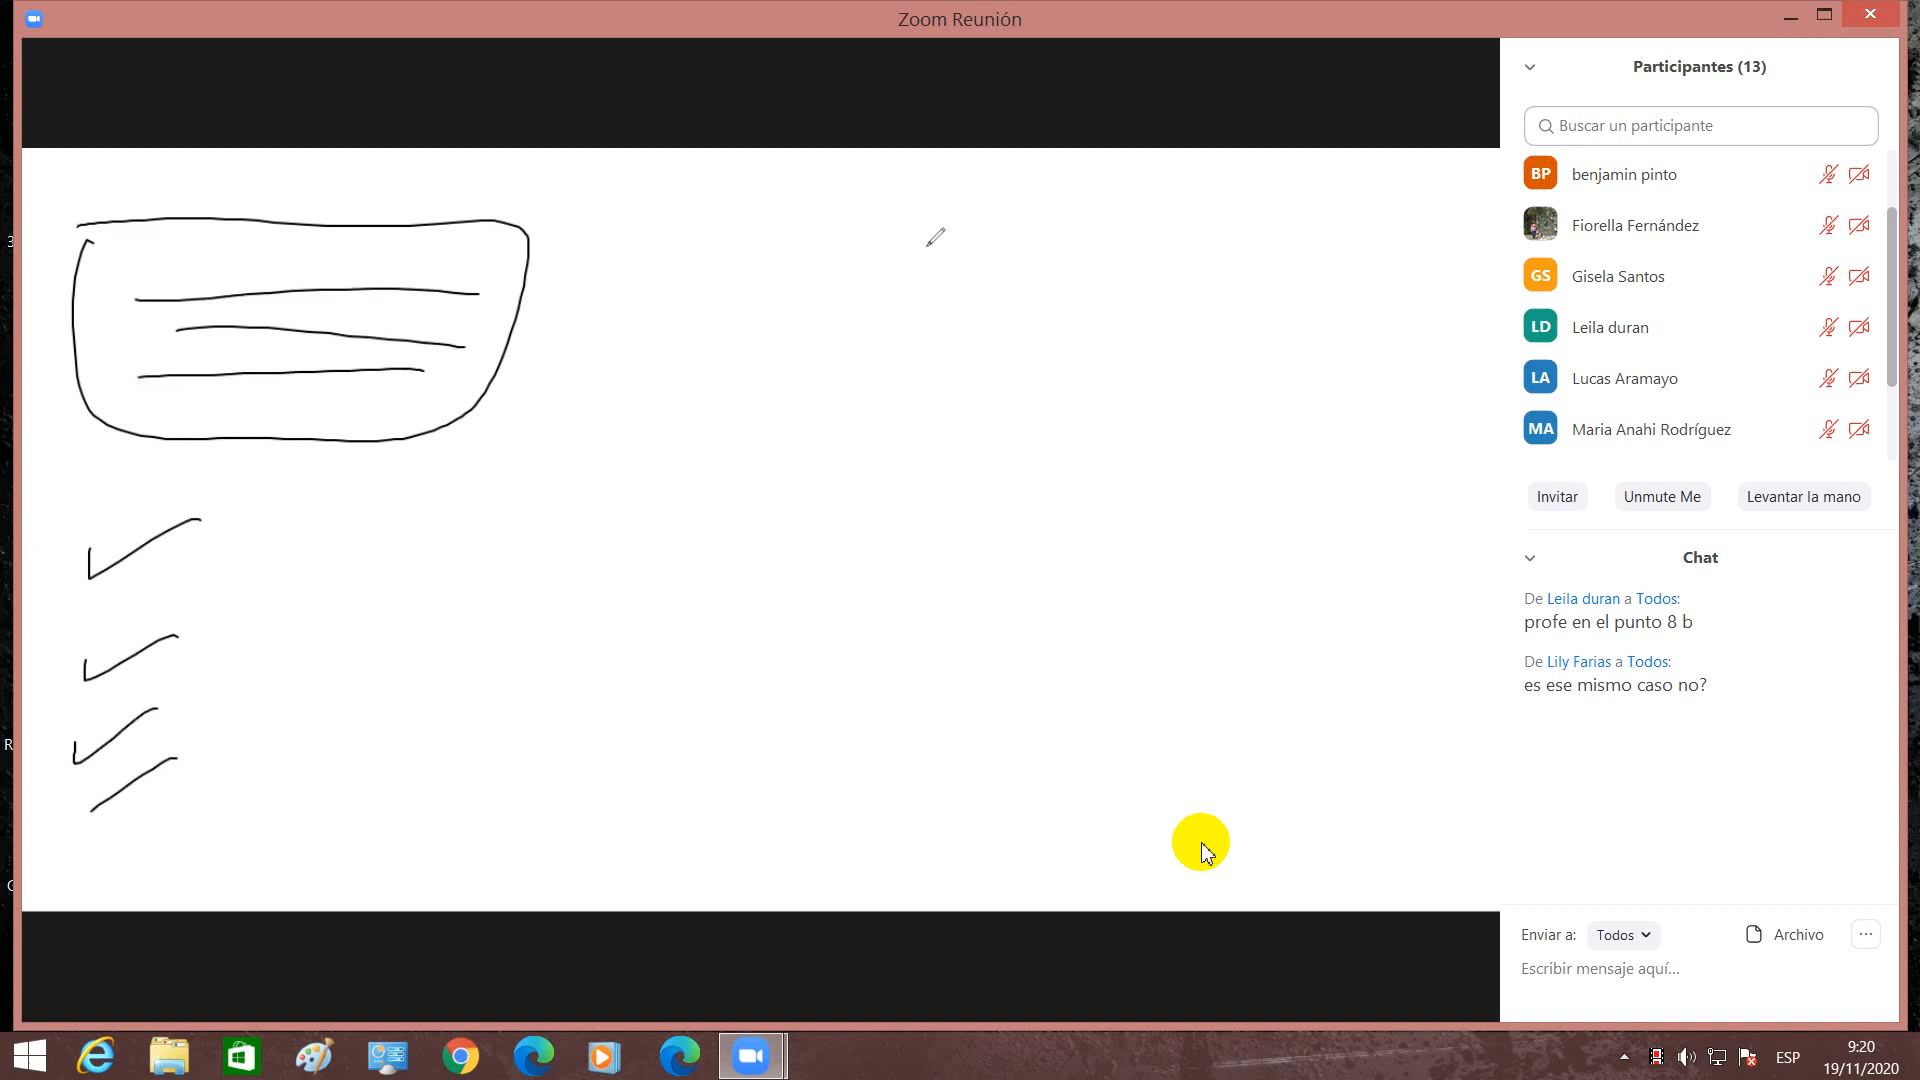 Zoom Reunión
Participantes (13)
Buscar un participante
BP benjamin pinto
Fiorella Fernández
GS Gisela Santos
LD Leila duran
LA Lucas Aramayo
MA Maria Anahi Rodríguez
Invitar Unmute Me Levantar la mano
Chat
De Leila duran a Todos:
profe en el punto 8 b
De Lily Farias a Todos:
es ese mismo caso no?
Enviar a: Todos Archivo
Escribir mensaje aquí...
3
R
C
ESP
9:20
19/11/2020